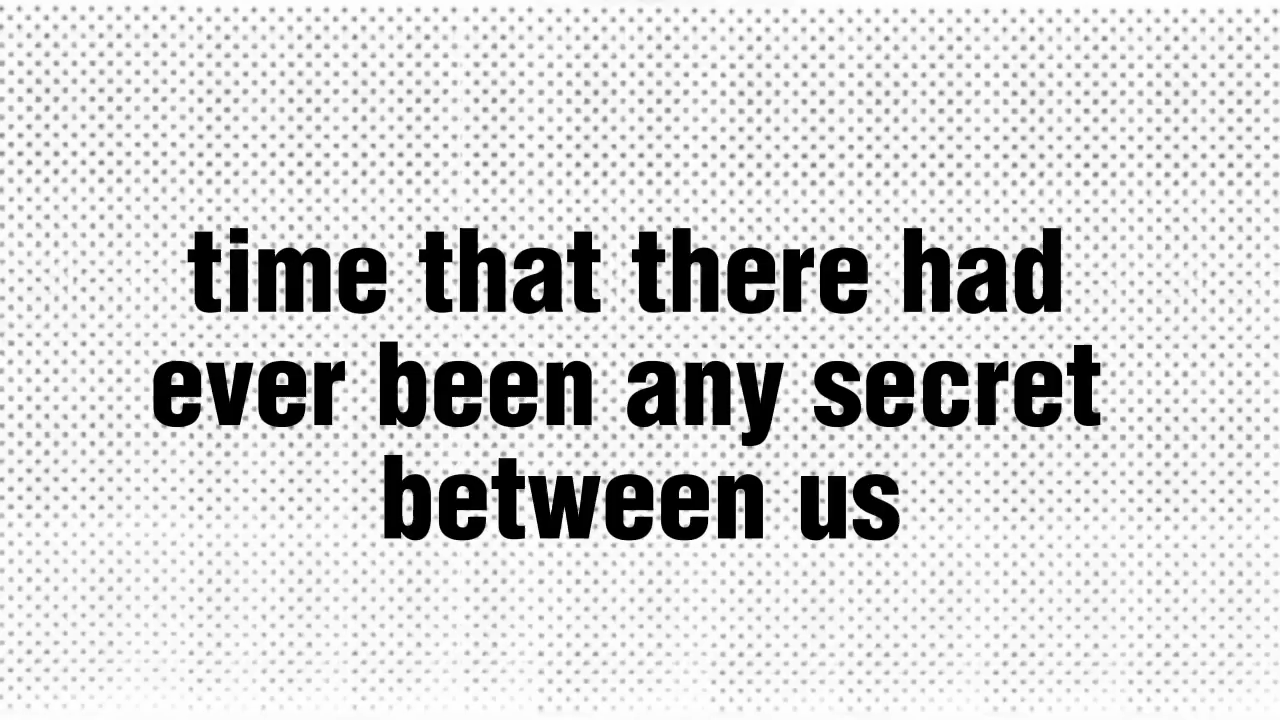 time that there had
ever been any secret
between us